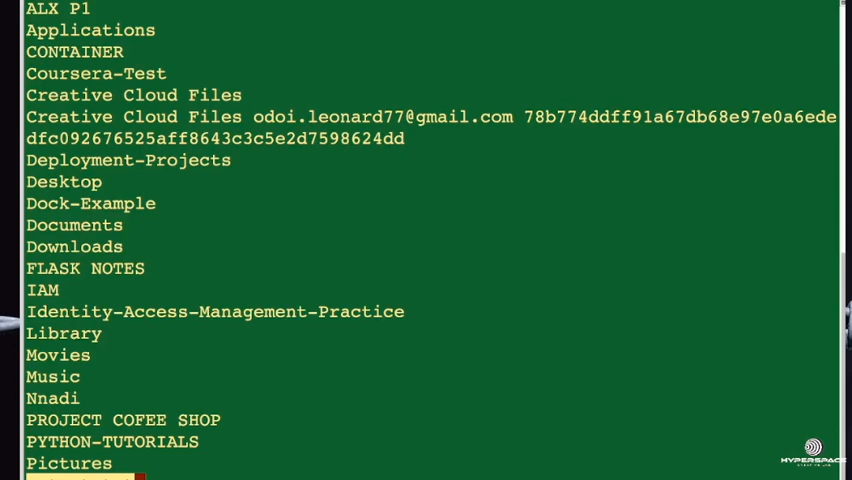 ALX P1
Applications
CONTAINER
Coursera-Test
Creative Cloud Files
Creative Cloud Files odoi.leonard77@gmail.com 78b774ddff91a67db68e97e0a6ede
dfc092676525aff8643c3c5e2d7598624dd
Deployment-Projects
Desktop
Dock-Example
Documents
Downloads
FLASK NOTES
IAM
Identity-Access-Management-Practice
Library
Movies
Music
Nnadi
PROJECT COFEE SHOP
PYTHON-TUTORIALS
Pictures
HYPERSPACE